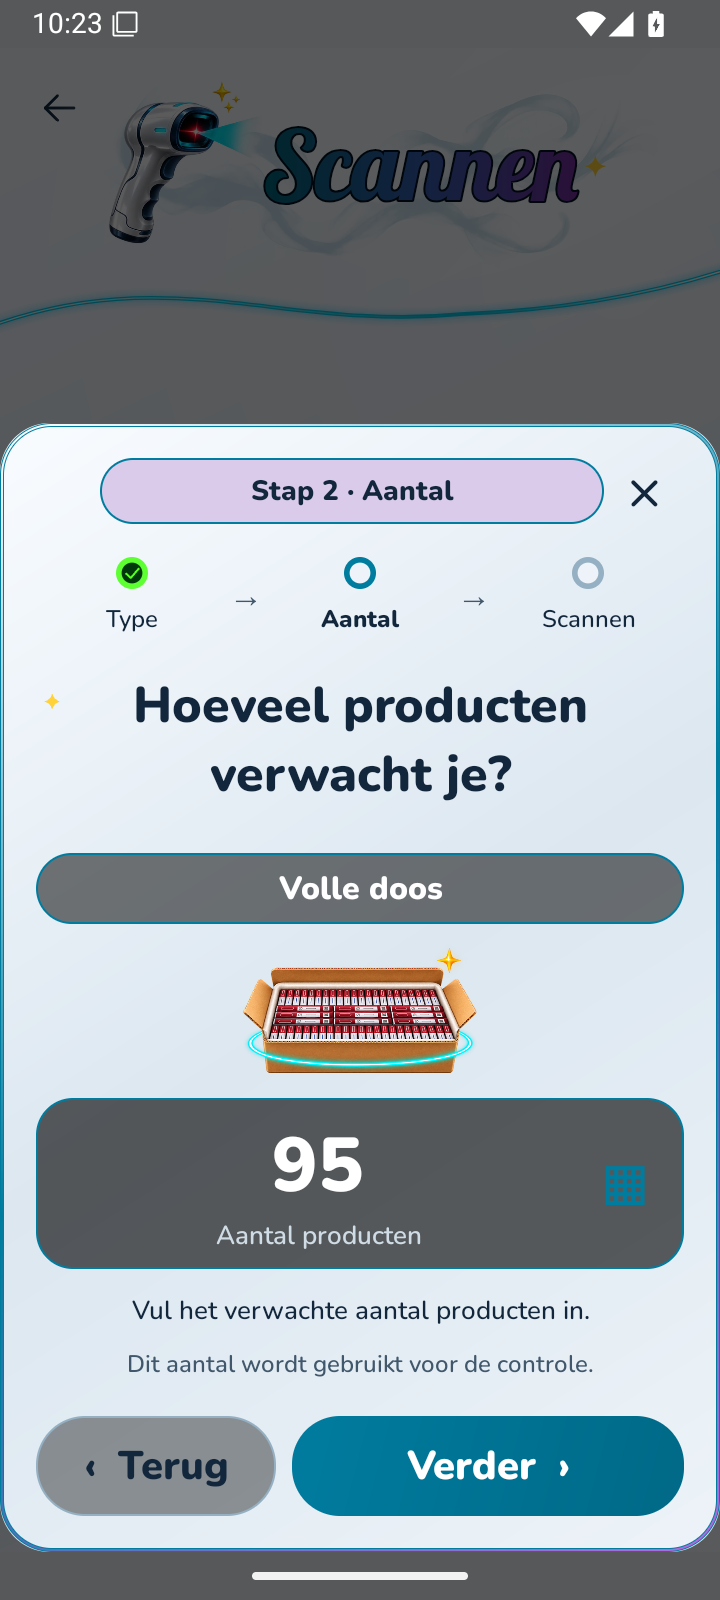 10:23
Scannen
Stap 2 · Aantal
Type → Aantal → Scannen
Hoeveel producten
verwacht je?
Volle doos
95
Aantal producten
Vul het verwachte aantal producten in.
Dit aantal wordt gebruikt voor de controle.
‹ Terug
Verder ›